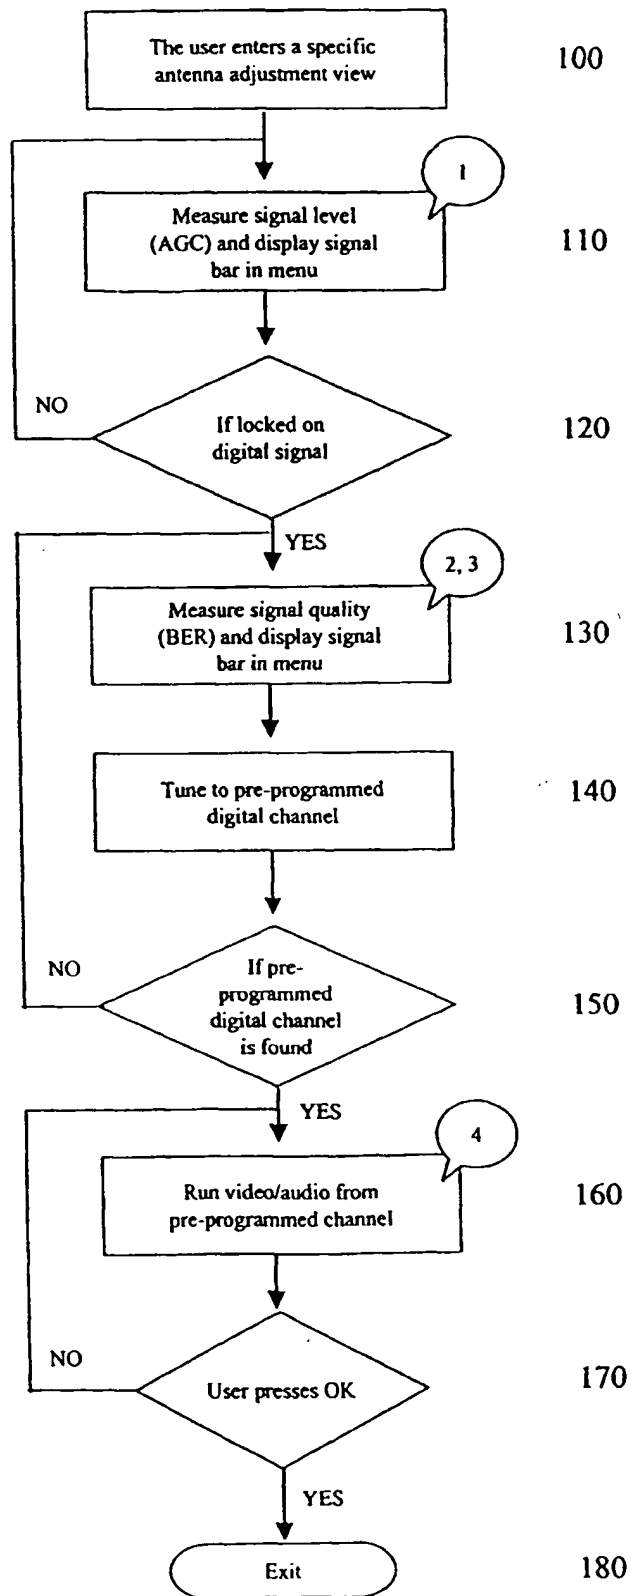 The user enters a specific
antenna adjustment view
100
1
Measure signal level
(AGC) and display signal
bar in menu
110
NO
If locked on
digital signal
120
YES
2, 3
Measure signal quality
(BER) and display signal
bar in menu
130
Tune to pre-programmed
digital channel
140
NO
If pre-
programmed
digital channel
is found
150
YES
4
Run video/audio from
pre-programmed channel
160
NO
User presses OK
170
YES
Exit
180